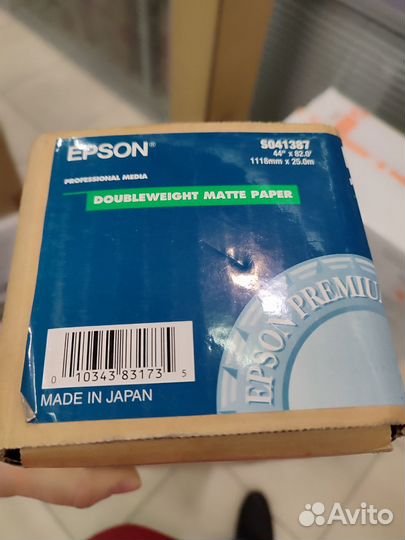 EPSON®
S041387
44" x 82.0'
1118mm x 25.0m
PROFESSIONAL MEDIA
DOUBLEWEIGHT MATTE PAPER
EPSON PREMIUM
0 10343 83173 5
MADE IN JAPAN
Avito